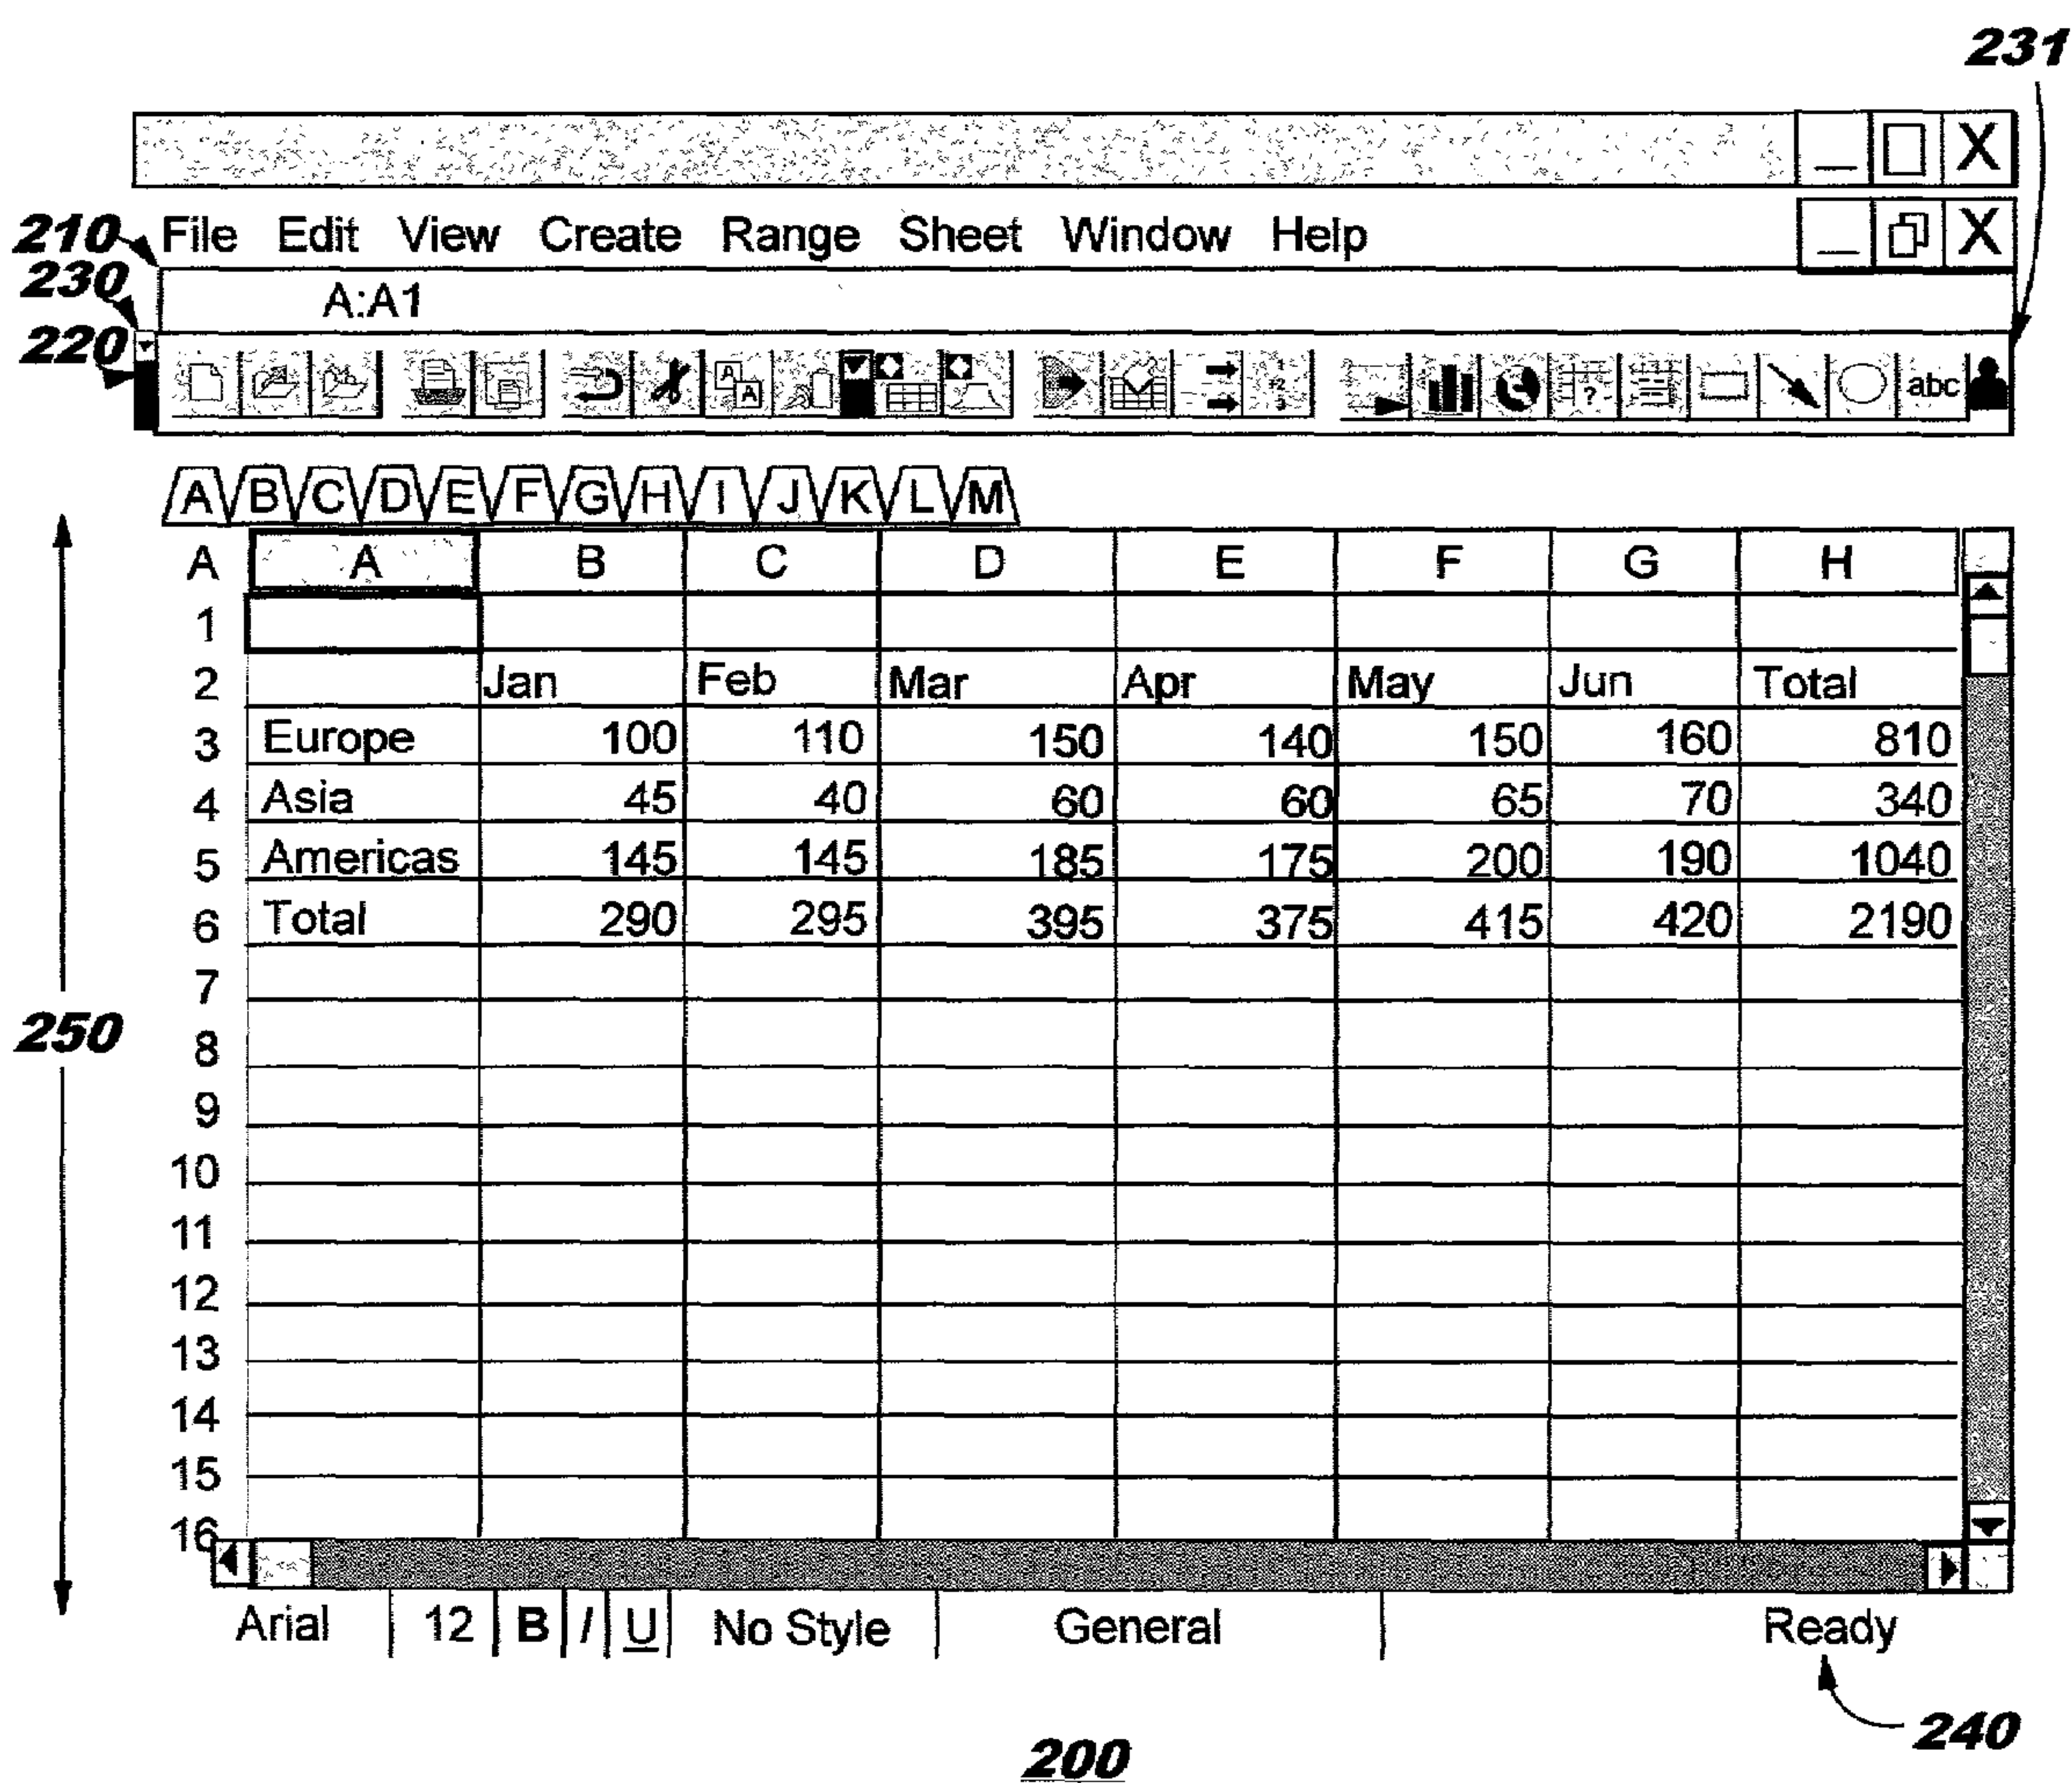 231
X
210 File Edit View Create Range Sheet Window Help X
230 A:A1
220 abc
A B C D E F G H I J K L M
A A B C D E F G H
1
2 Jan Feb Mar Apr May Jun Total
3 Europe 100 110 150 140 150 160 810
4 Asia 45 40 60 60 65 70 340
5 Americas 145 145 185 175 200 190 1040
6 Total 290 295 395 375 415 420 2190
7
250
8
9
10
11
12
13
14
15
16
Arial 12 B I U No Style General Ready
240
200